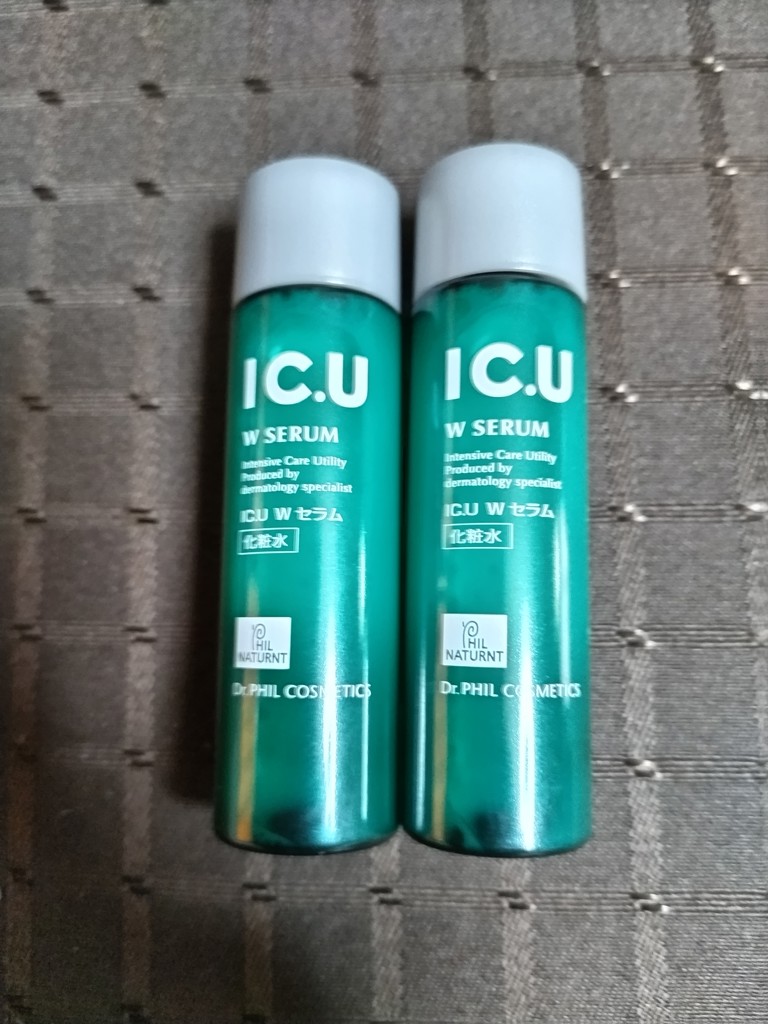 IC.U
W SERUM
Intensive Care Utility
Produced by
dermatology specialist
IC.U W セラム
化粧水
PHIL
NATURNT
Dr.PHIL COSMETICS
IC.U
W SERUM
Intensive Care Utility
Produced by
dermatology specialist
IC.U W セラム
化粧水
PHIL
NATURNT
Dr.PHIL COSMETICS